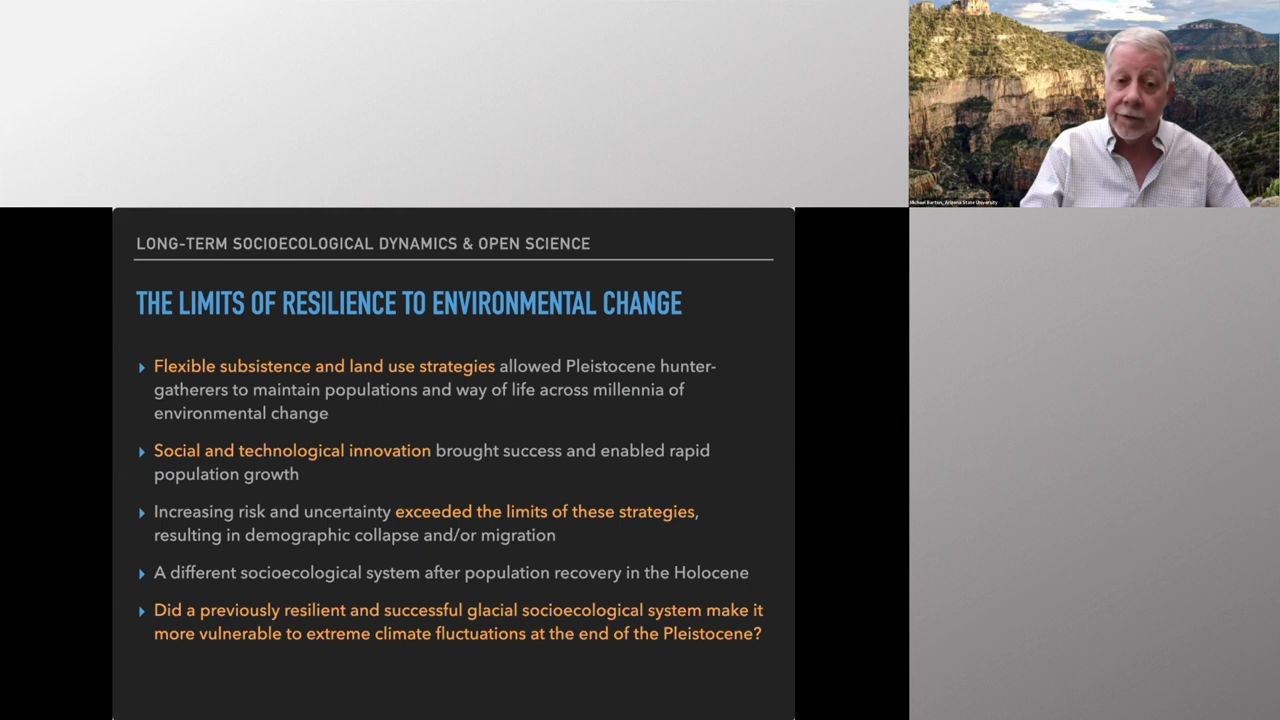 Michael Barton, Arizona State University
LONG-TERM SOCIOECOLOGICAL DYNAMICS & OPEN SCIENCE
THE LIMITS OF RESILIENCE TO ENVIRONMENTAL CHANGE
Flexible subsistence and land use strategies allowed Pleistocene hunter-
gatherers to maintain populations and way of life across millennia of
environmental change
Social and technological innovation brought success and enabled rapid
population growth
Increasing risk and uncertainty exceeded the limits of these strategies,
resulting in demographic collapse and/or migration
A different socioecological system after population recovery in the Holocene
Did a previously resilient and successful glacial socioecological system make it
more vulnerable to extreme climate fluctuations at the end of the Pleistocene?